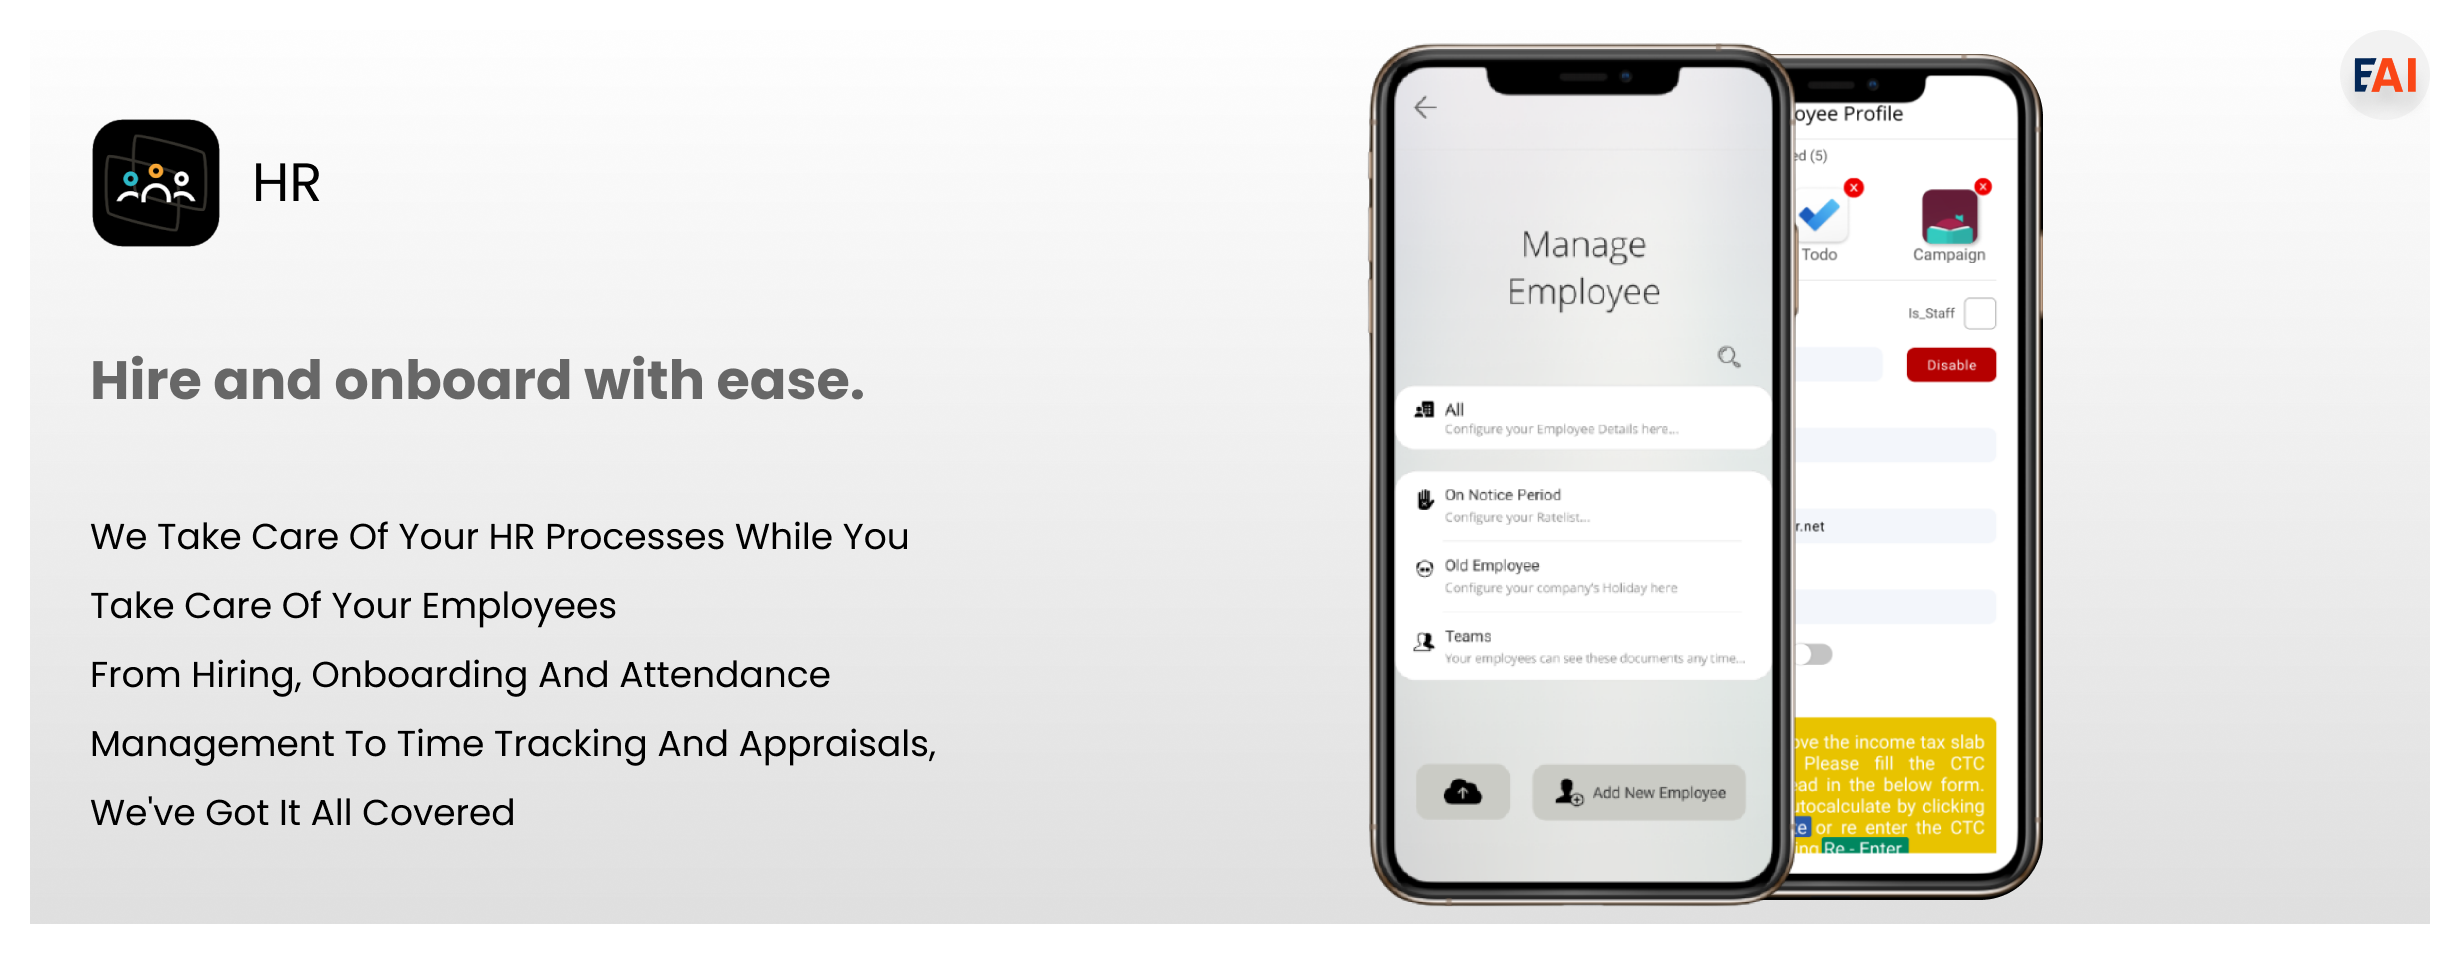 EAI
HR
Hire and onboard with ease.
We Take Care Of Your HR Processes While You
Take Care Of Your Employees
From Hiring, Onboarding And Attendance
Management To Time Tracking And Appraisals,
We've Got It All Covered
Manage
Employee
All
Configure your Employee Details here...
On Notice Period
Configure your Ratelist...
Old Employee
Configure your company's Holiday here
Teams
Your employees can see these documents any time...
Add New Employee
oyee Profile
ed (5)
Todo
Campaign
Is_Staff
Disable
r.net
ove the income tax slab
Please fill the CTC
ead in the below form.
utocalculate by clicking
te or re enter the CTC
ing Re - Enter